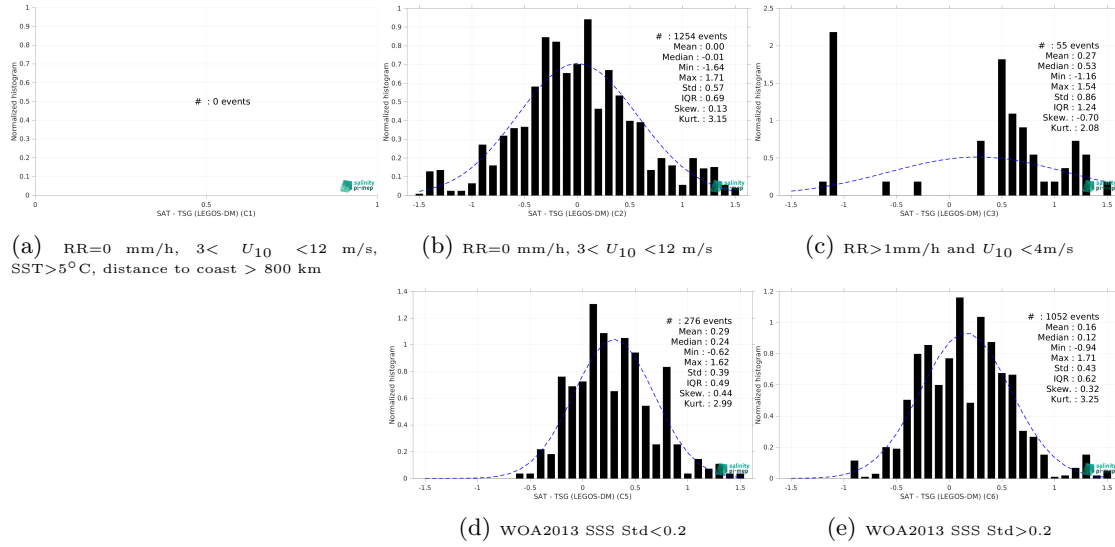 1
0.9
0.8
0.7
0.6
0.5
0.4
0.3
0.2
0.1
0
0 0.5 1
Normalized histogram
# : 0 events
salinity
pi-mep
SAT - TSG (LEGOS-DM) (C1)
(a) RR=0 mm/h, 3< U10 <12 m/s,
SST>5°C, distance to coast > 800 km
1
0.9
0.8
0.7
0.6
0.5
0.4
0.3
0.2
0.1
0
-1.5 -1 -0.5 0 0.5 1 1.5
Normalized histogram
# : 1254 events
Mean : 0.00
Median : -0.01
Min : -1.64
Max : 1.71
Std : 0.57
IQR : 0.69
Skew. : 0.13
Kurt. : 3.15
salinity
pi-mep
SAT - TSG (LEGOS-DM) (C2)
(b) RR=0 mm/h, 3< U10 <12 m/s
2.5
2
1.5
1
0.5
0
-1.5 -1 -0.5 0 0.5 1 1.5
Normalized histogram
# : 55 events
Mean : 0.27
Median : 0.53
Min : -1.16
Max : 1.54
Std : 0.86
IQR : 1.24
Skew. : -0.70
Kurt. : 2.08
salinity
pi-mep
SAT - TSG (LEGOS-DM) (C3)
(c) RR>1mm/h and U10 <4m/s
1.4
1.2
1
0.8
0.6
0.4
0.2
0
-1.5 -1 -0.5 0 0.5 1 1.5
Normalized histogram
# : 276 events
Mean : 0.29
Median : 0.24
Min : -0.62
Max : 1.62
Std : 0.39
IQR : 0.49
Skew. : 0.44
Kurt. : 2.99
salinity
pi-mep
SAT - TSG (LEGOS-DM) (C5)
(d) WOA2013 SSS Std<0.2
1.2
1
0.8
0.6
0.4
0.2
0
-1.5 -1 -0.5 0 0.5 1 1.5
Normalized histogram
# : 1052 events
Mean : 0.16
Median : 0.12
Min : -0.94
Max : 1.71
Std : 0.43
IQR : 0.62
Skew. : 0.32
Kurt. : 3.25
salinity
pi-mep
SAT - TSG (LEGOS-DM) (C6)
(e) WOA2013 SSS Std>0.2